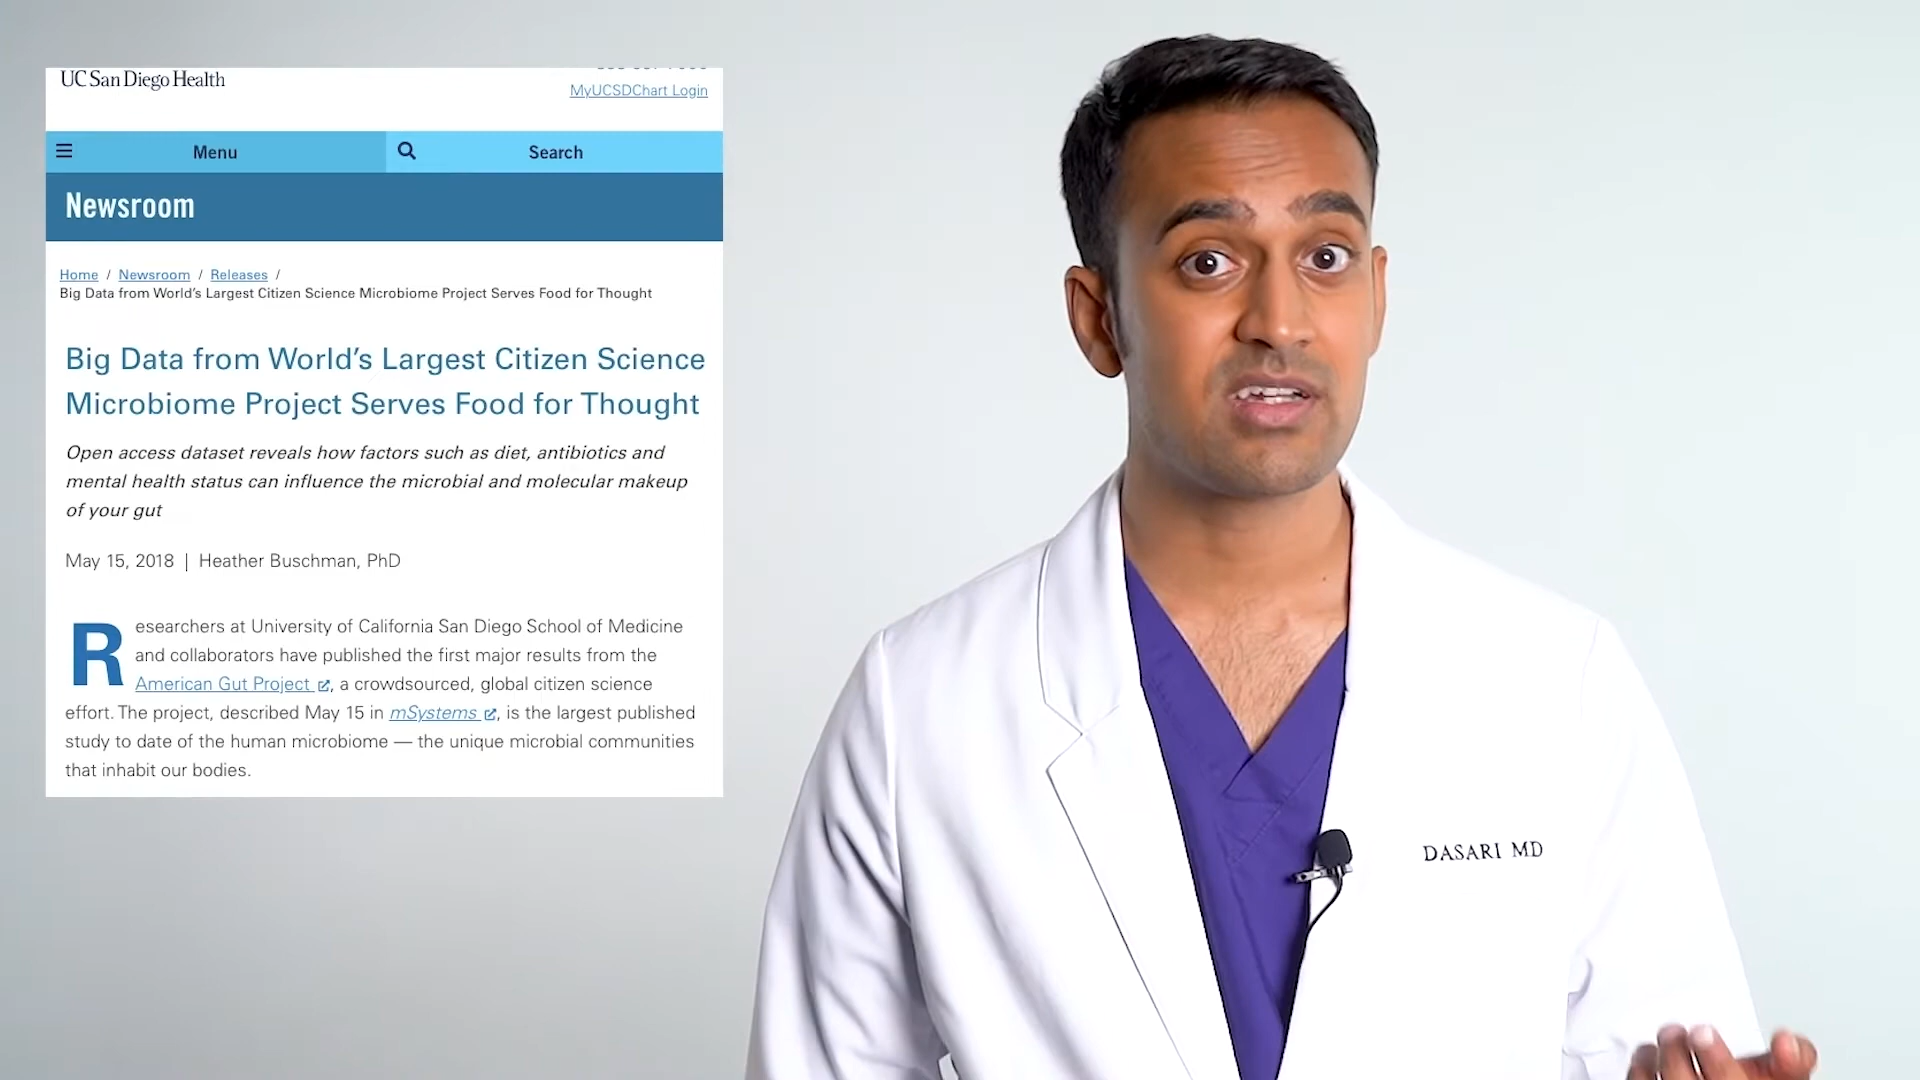 UC San Diego Health
MyUCSDChart Login
Menu
Search
Newsroom
Home / Newsroom / Releases /
Big Data from World’s Largest Citizen Science Microbiome Project Serves Food for Thought
Big Data from World’s Largest Citizen Science
Microbiome Project Serves Food for Thought
Open access dataset reveals how factors such as diet, antibiotics and
mental health status can influence the microbial and molecular makeup
of your gut
May 15, 2018 | Heather Buschman, PhD
Researchers at University of California San Diego School of Medicine
and collaborators have published the first major results from the
American Gut Project, a crowdsourced, global citizen science
effort. The project, described May 15 in mSystems, is the largest published
study to date of the human microbiome — the unique microbial communities
that inhabit our bodies.
DASARI MD